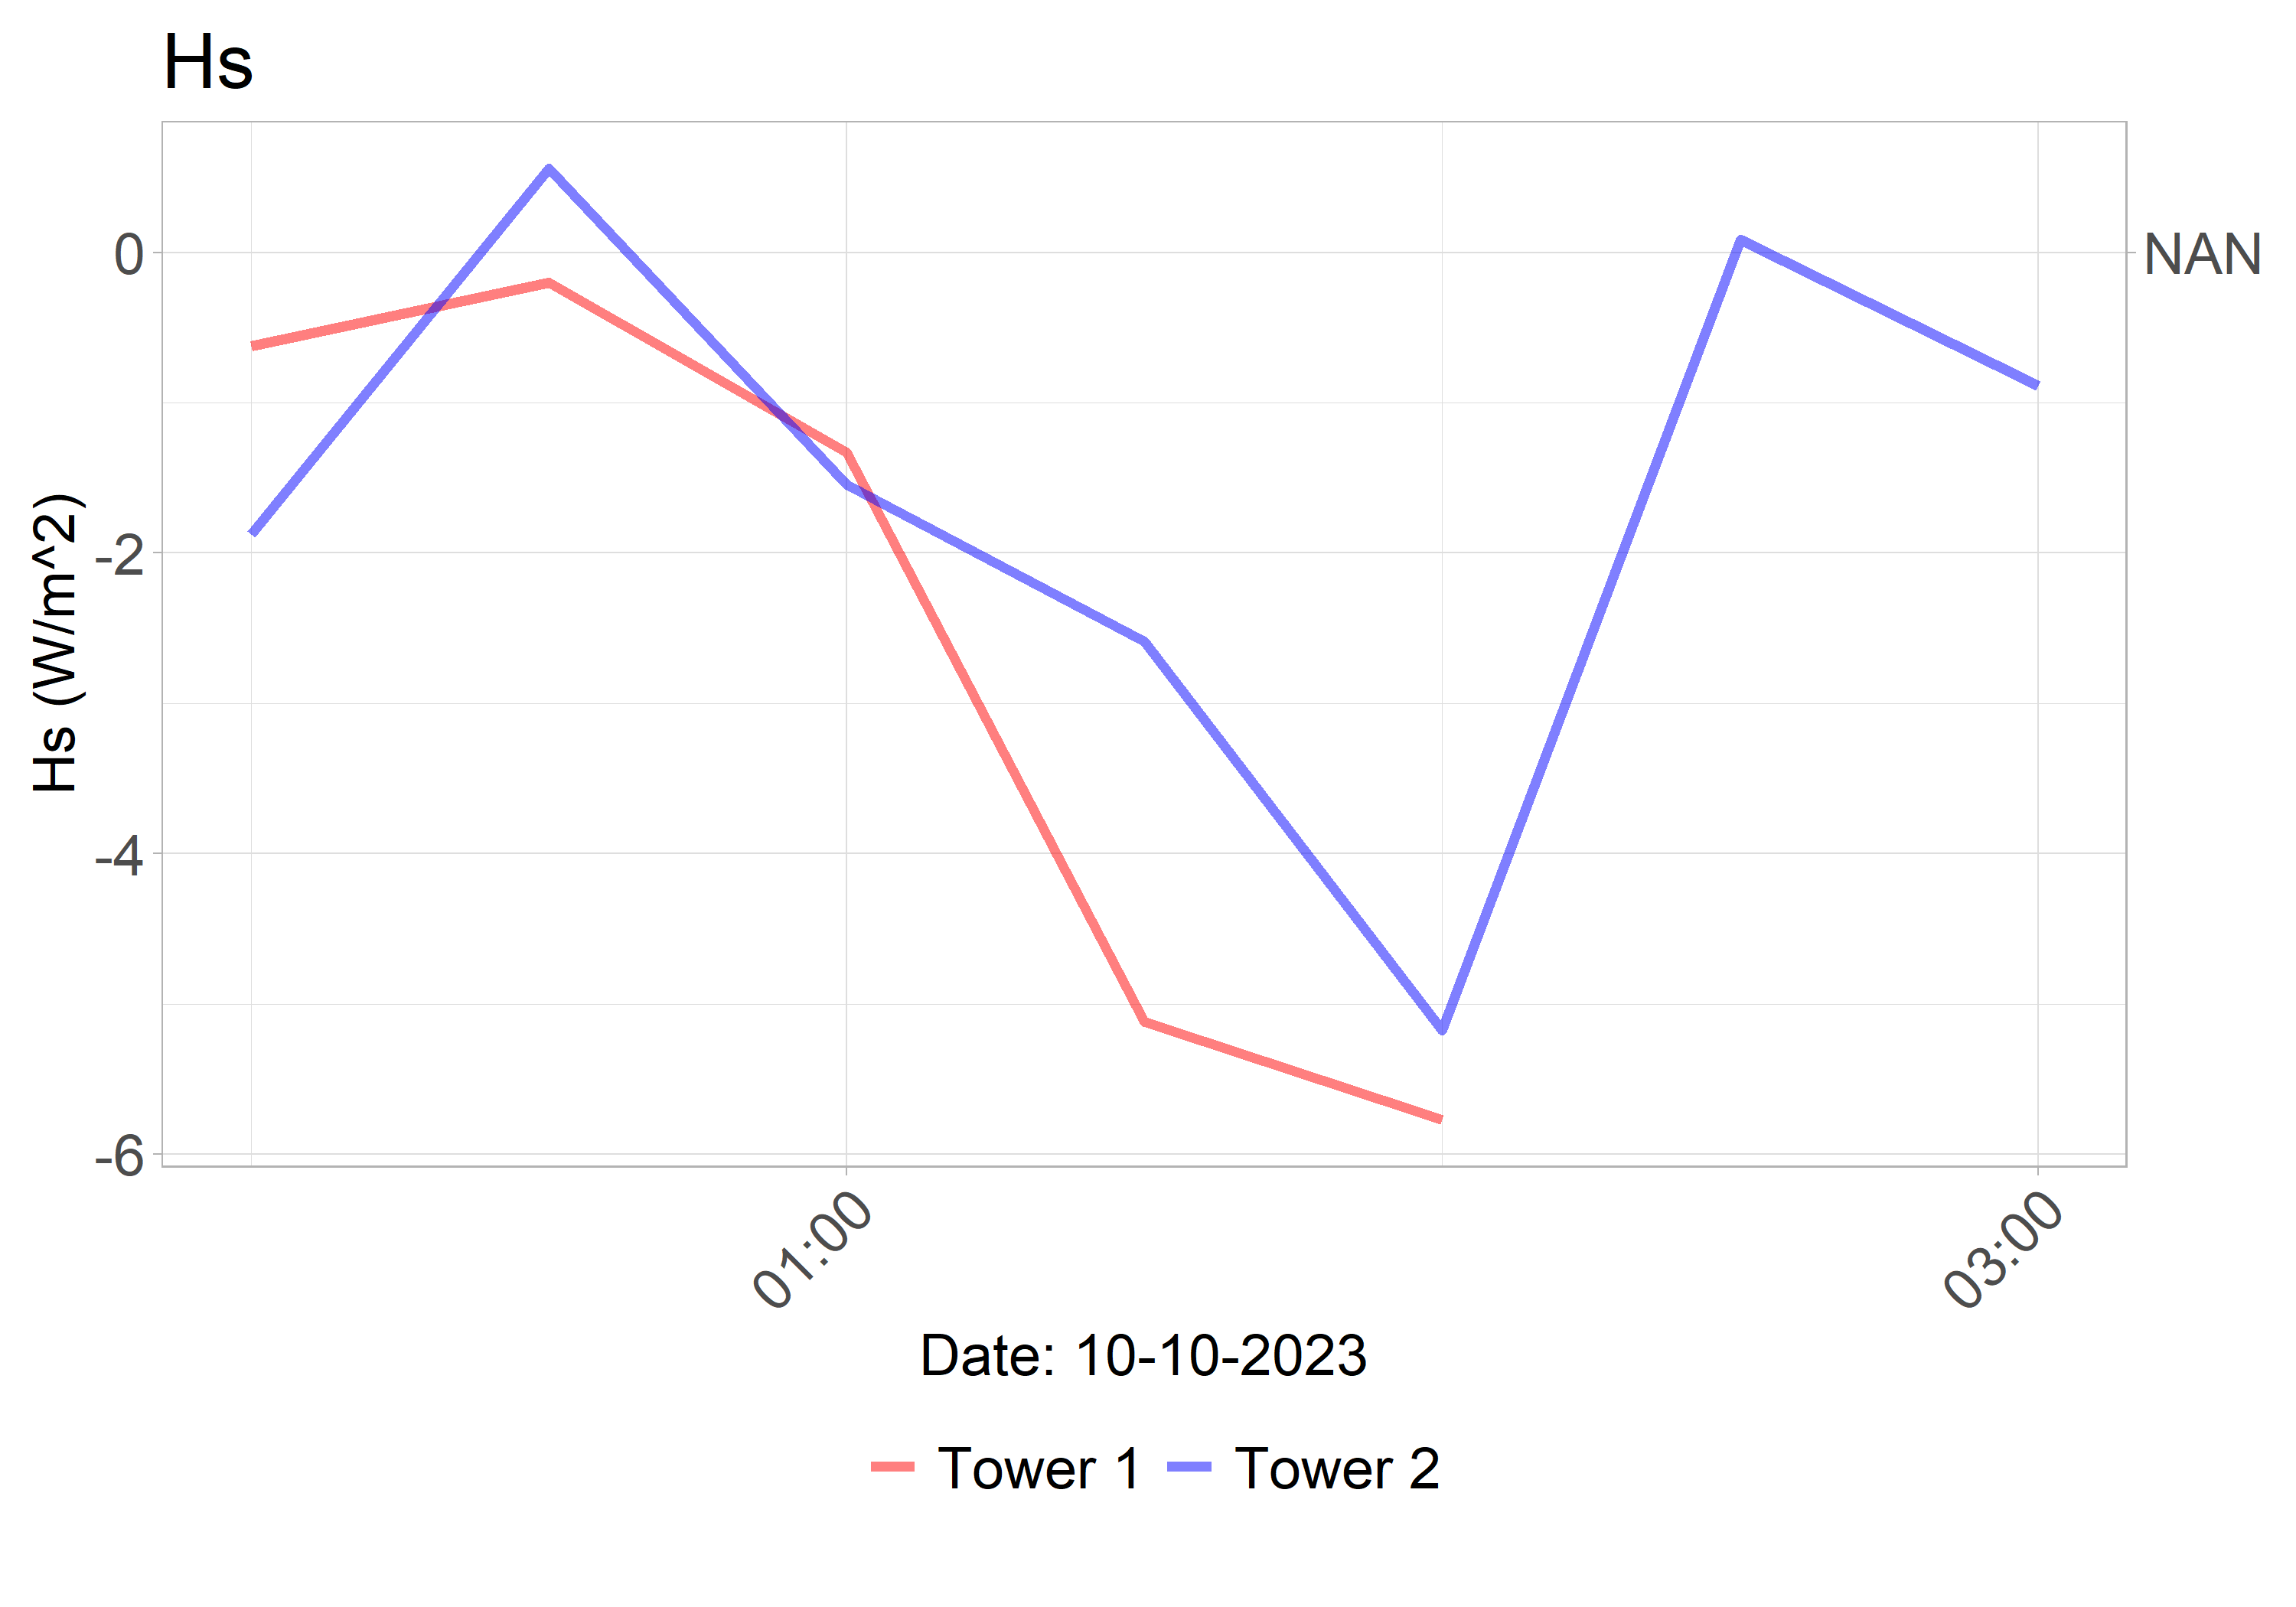 Hs
Hs (W/m^2)
0
-2
-4
-6
NAN
01:00
03:00
Date: 10-10-2023
Tower 1
Tower 2